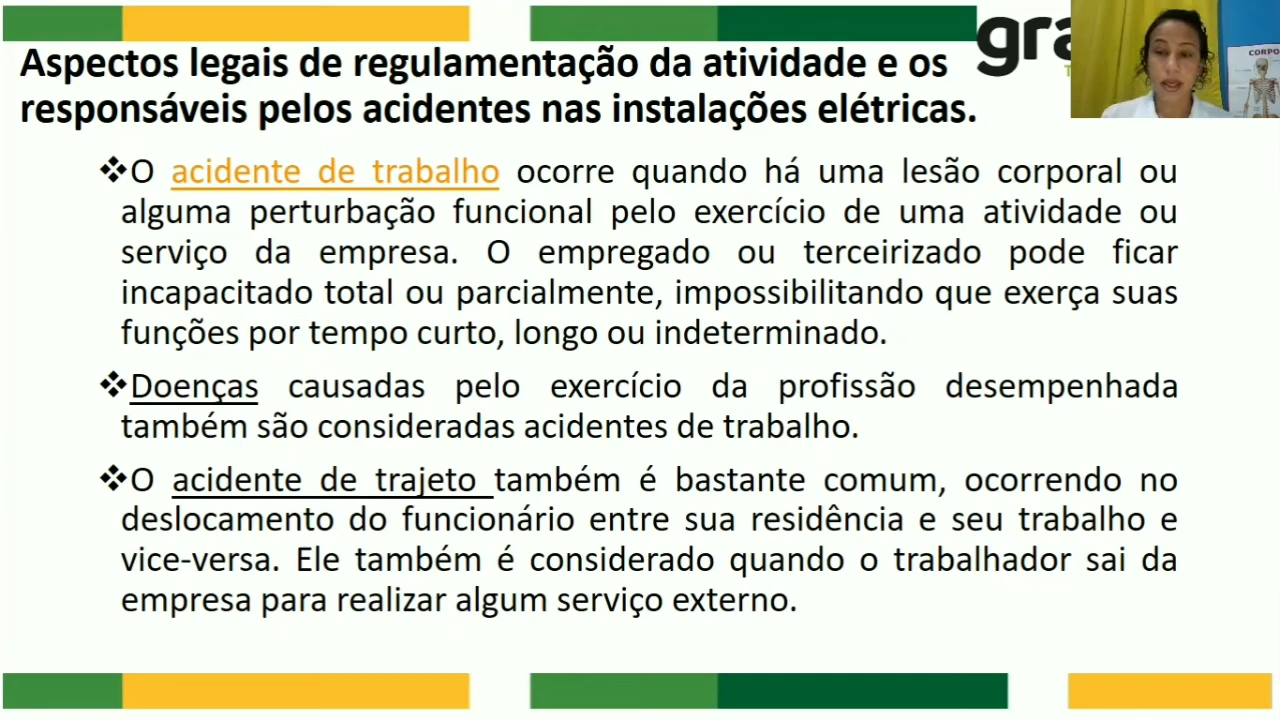 Aspectos legais de regulamentação da atividade e os
responsáveis pelos acidentes nas instalações elétricas.
gra
CORPO
❖O acidente de trabalho ocorre quando há uma lesão corporal ou
alguma perturbação funcional pelo exercício de uma atividade ou
serviço da empresa. O empregado ou terceirizado pode ficar
incapacitado total ou parcialmente, impossibilitando que exerça suas
funções por tempo curto, longo ou indeterminado.
❖Doenças causadas pelo exercício da profissão desempenhada
também são consideradas acidentes de trabalho.
❖O acidente de trajeto também é bastante comum, ocorrendo no
deslocamento do funcionário entre sua residência e seu trabalho e
vice-versa. Ele também é considerado quando o trabalhador sai da
empresa para realizar algum serviço externo.